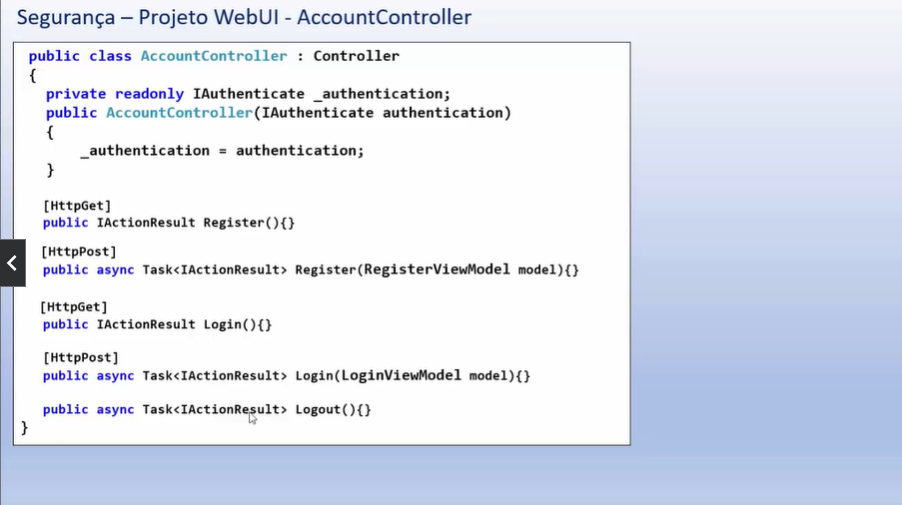 Segurança – Projeto WebUI - AccountController
public class AccountController : Controller
{
private readonly IAuthenticate _authentication;
public AccountController(IAuthenticate authentication)
{
_authentication = authentication;
}
[HttpGet]
public IActionResult Register(){}
[HttpPost]
public async Task<IActionResult> Register(RegisterViewModel model){}
[HttpGet]
public IActionResult Login(){}
[HttpPost]
public async Task<IActionResult> Login(LoginViewModel model){}
public async Task<IActionResult> Logout(){}
}